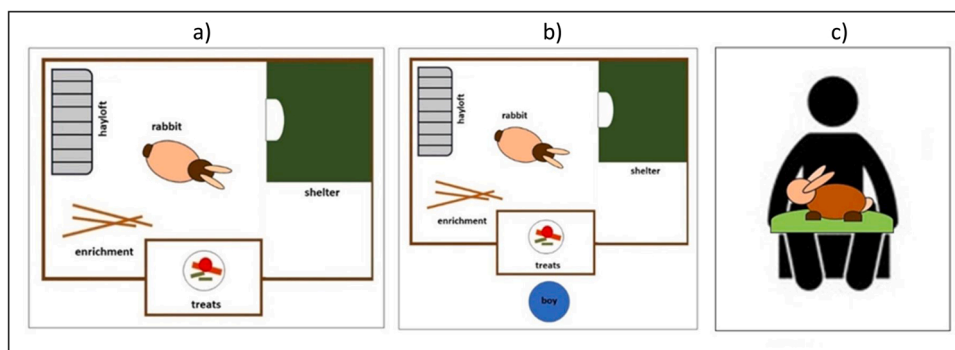 a)
hayloft
rabbit
shelter
enrichment
treats
b)
hayloft
rabbit
shelter
enrichment
treats
boy
c)